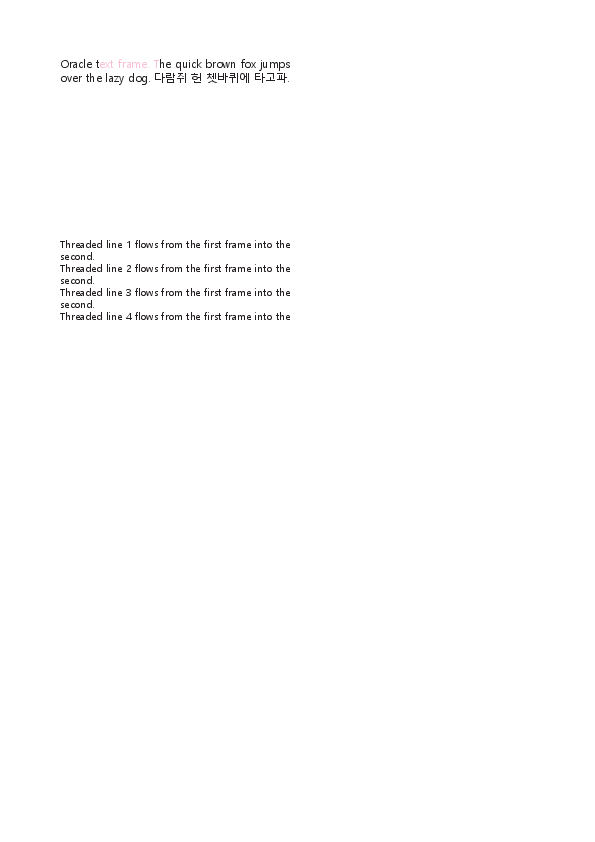 Oracle text frame. The quick brown fox jumps
over the lazy dog. 다람쥐 헌 쳇바퀴에 타고파.
Threaded line 1 flows from the first frame into the
second.
Threaded line 2 flows from the first frame into the
second.
Threaded line 3 flows from the first frame into the
second.
Threaded line 4 flows from the first frame into the